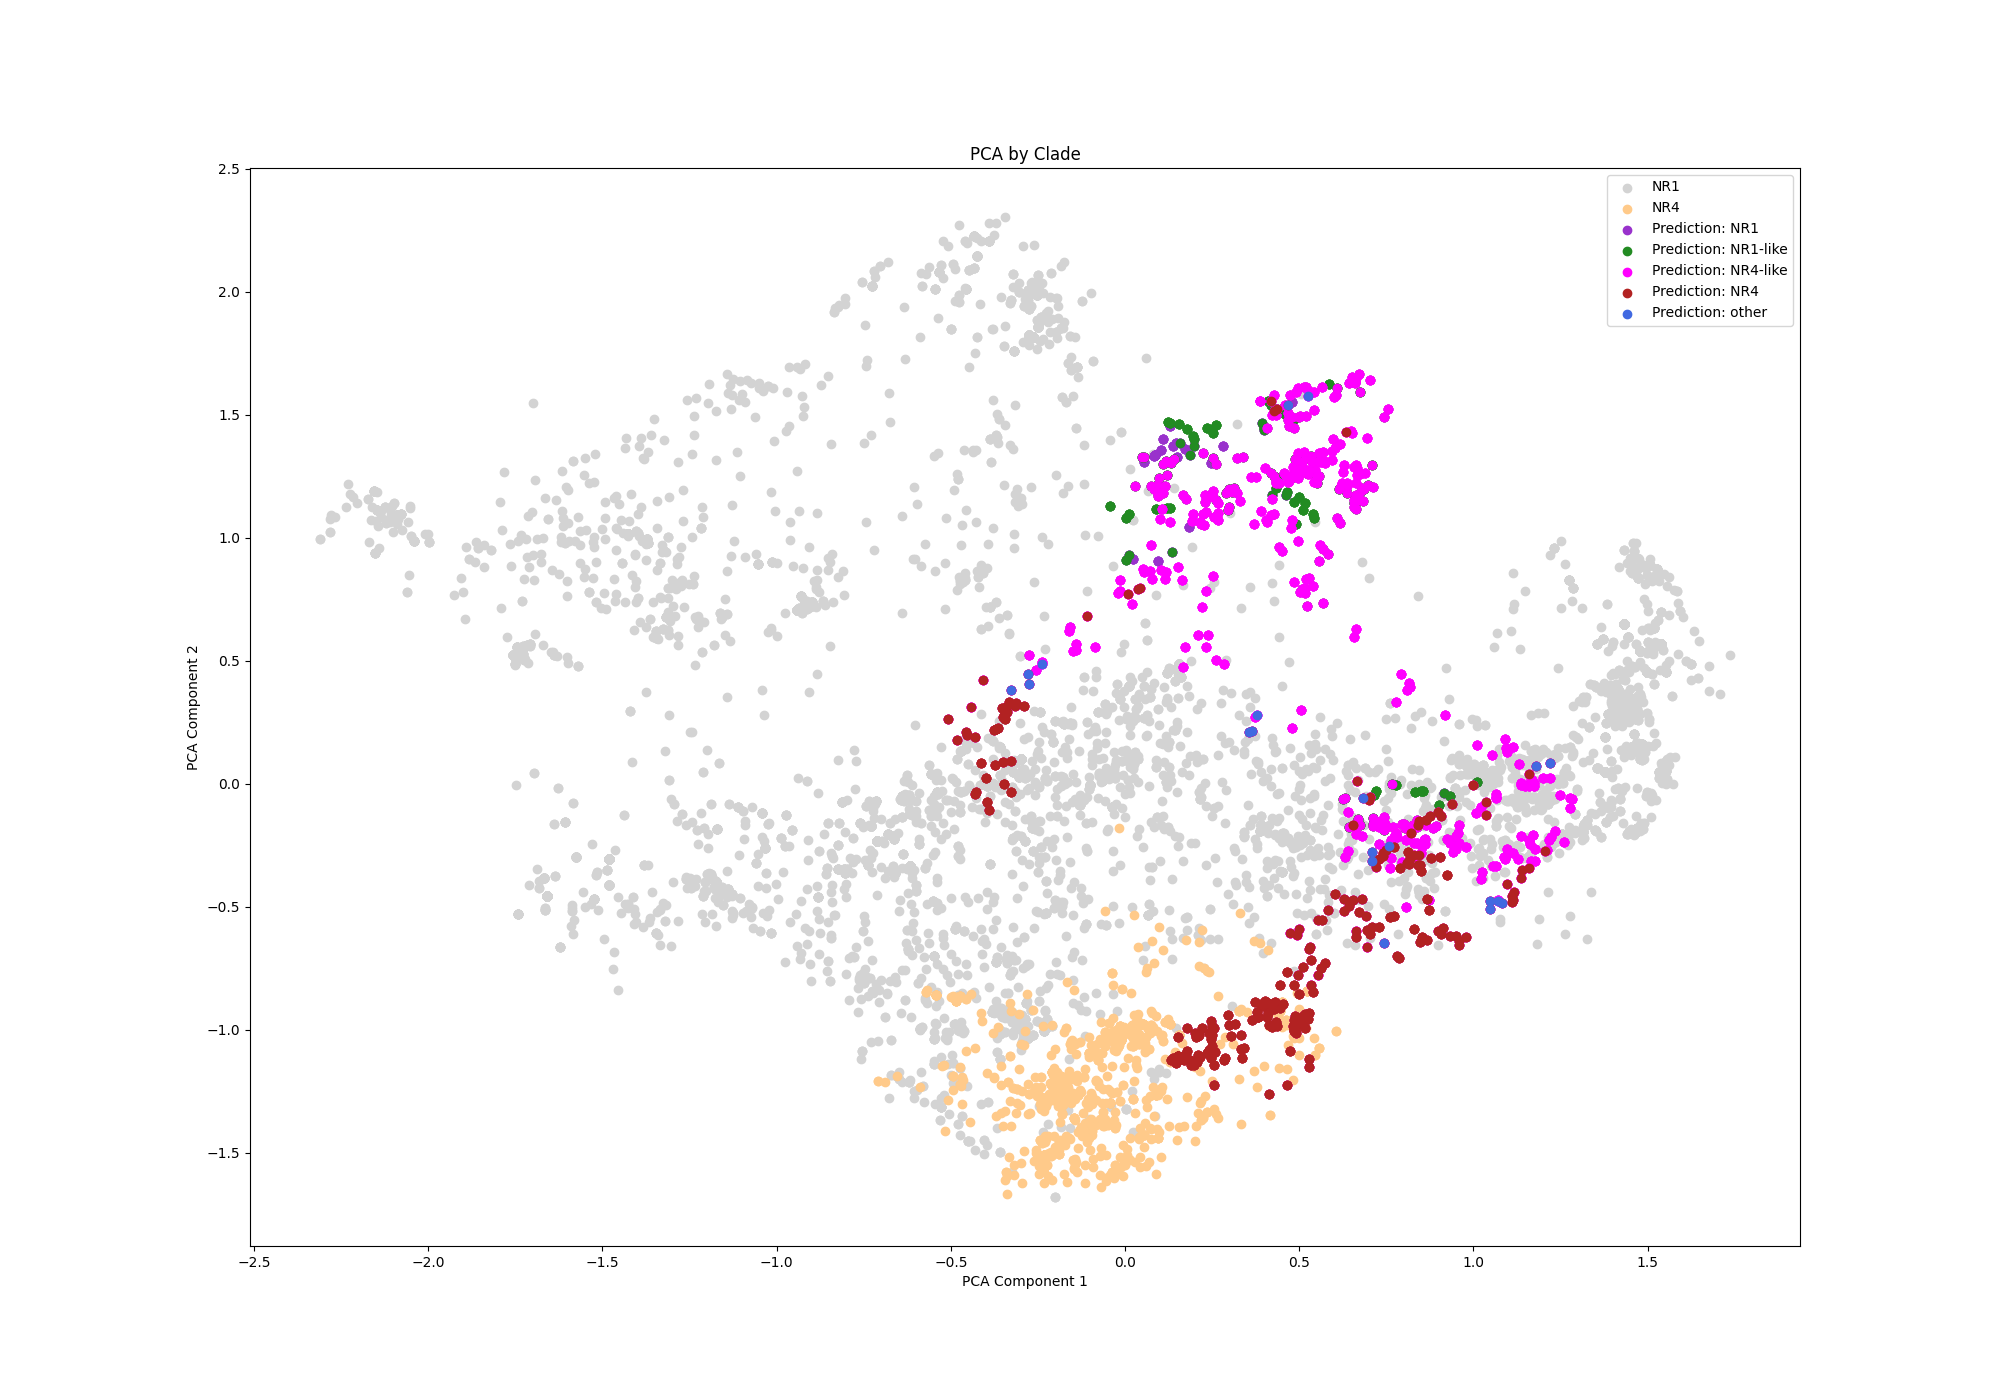 PCA by Clade
2.5
2.0
1.5
1.0
0.5
0.0
−0.5
−1.0
−1.5
PCA Component 2
NR1
NR4
Prediction: NR1
Prediction: NR1-like
Prediction: NR4-like
Prediction: NR4
Prediction: other
−2.5 −2.0 −1.5 −1.0 −0.5 0.0 0.5 1.0 1.5
PCA Component 1